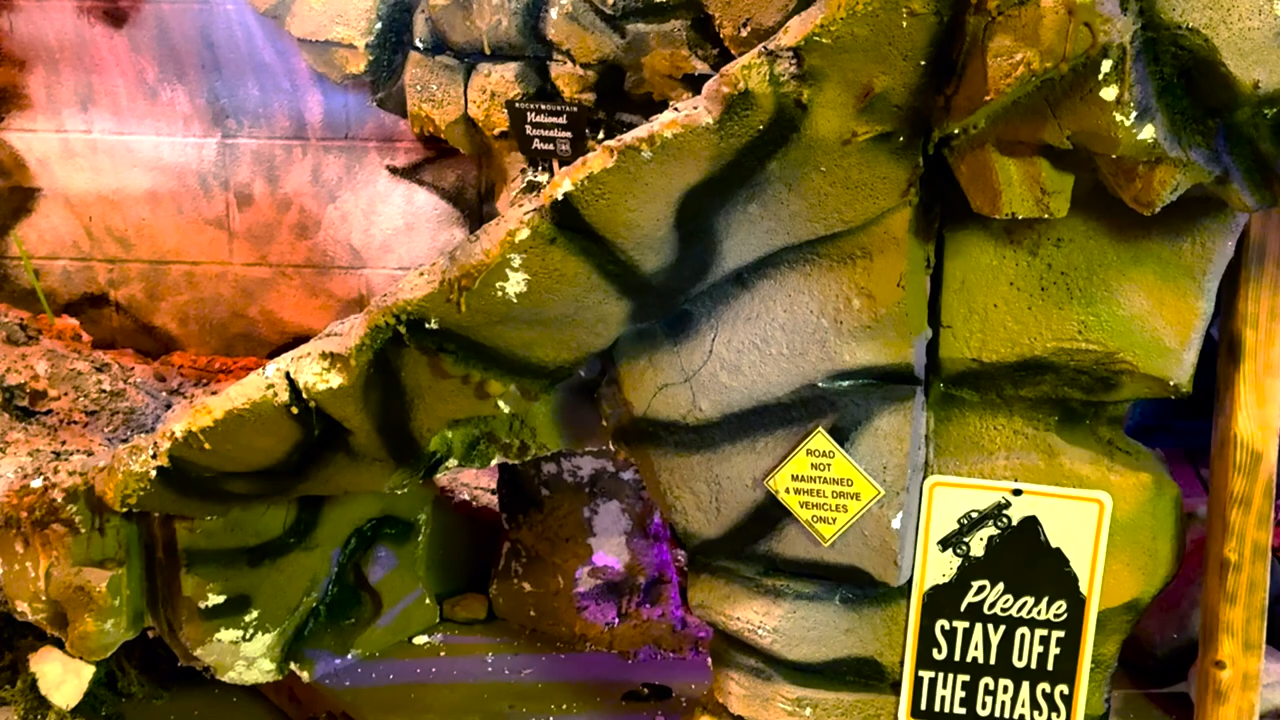 ROCKY MOUNTAIN
National
Recreation
Area
ROAD
NOT
MAINTAINED
4 WHEEL DRIVE
VEHICLES
ONLY
Please
STAY OFF
THE GRASS